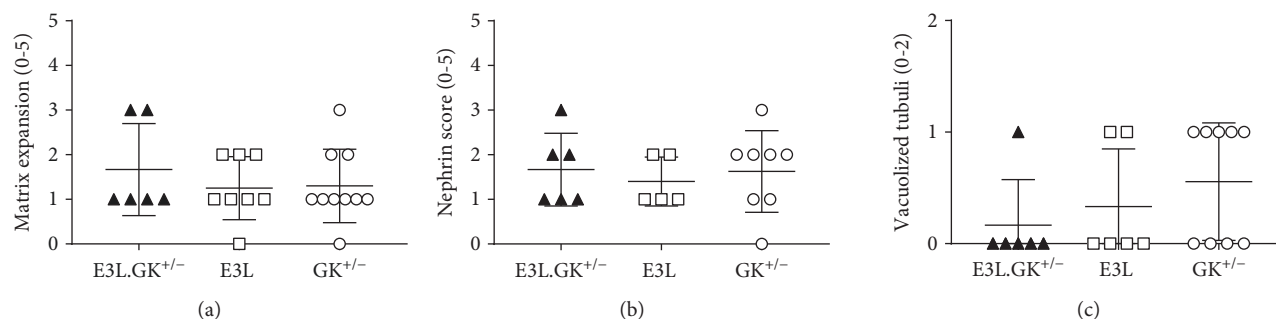 Matrix expansion (0-5)
5
4
3
2
1
0
E3L.GK+/− E3L GK+/−
(a)
Nephrin score (0-5)
5
4
3
2
1
0
E3L.GK+/− E3L GK+/−
(b)
Vacuolized tubuli (0-2)
2
1
0
E3L.GK+/− E3L GK+/−
(c)